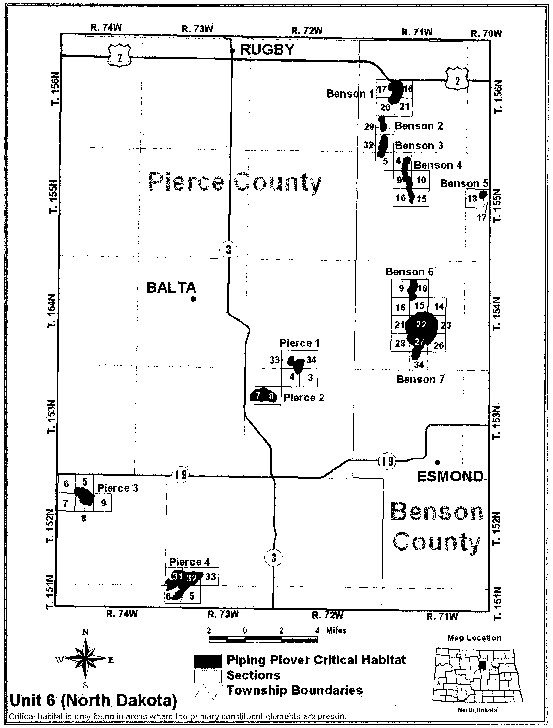 R. 74W R. 73W R. 72W R. 71W R. 70W
RUGBY
2
2
T. 156N T. 156N
17 16
Benson 1
20 21
29 Benson 2
32 Benson 3
5
4 Benson 4
9 10
16 15
Pierce County
T. 155N T. 155N
Benson 5
18
17
3
Benson 6
9 10
BALTA
16 15 14
T. 154N T. 154N
21 22 23
28 27 26
34
Benson 7
Pierce 1
33 34
4 3
7 8 Pierce 2
T. 153N T. 153N
19
19
ESMOND
6 5 Pierce 3
7 9
8
T. 152N T. 152N
Benson
County
3
Pierce 4
31 32 33
6 5
T. 151N T. 151N
R. 74W R. 73W R. 72W R. 71W
N
W E
S
2 0 2 4 Miles
Map Location
North Dakota
Piping Plover Critical Habitat
Sections
Township Boundaries
Unit 6 (North Dakota)
Critical habitat is only found in areas where the primary constituent elements are present.